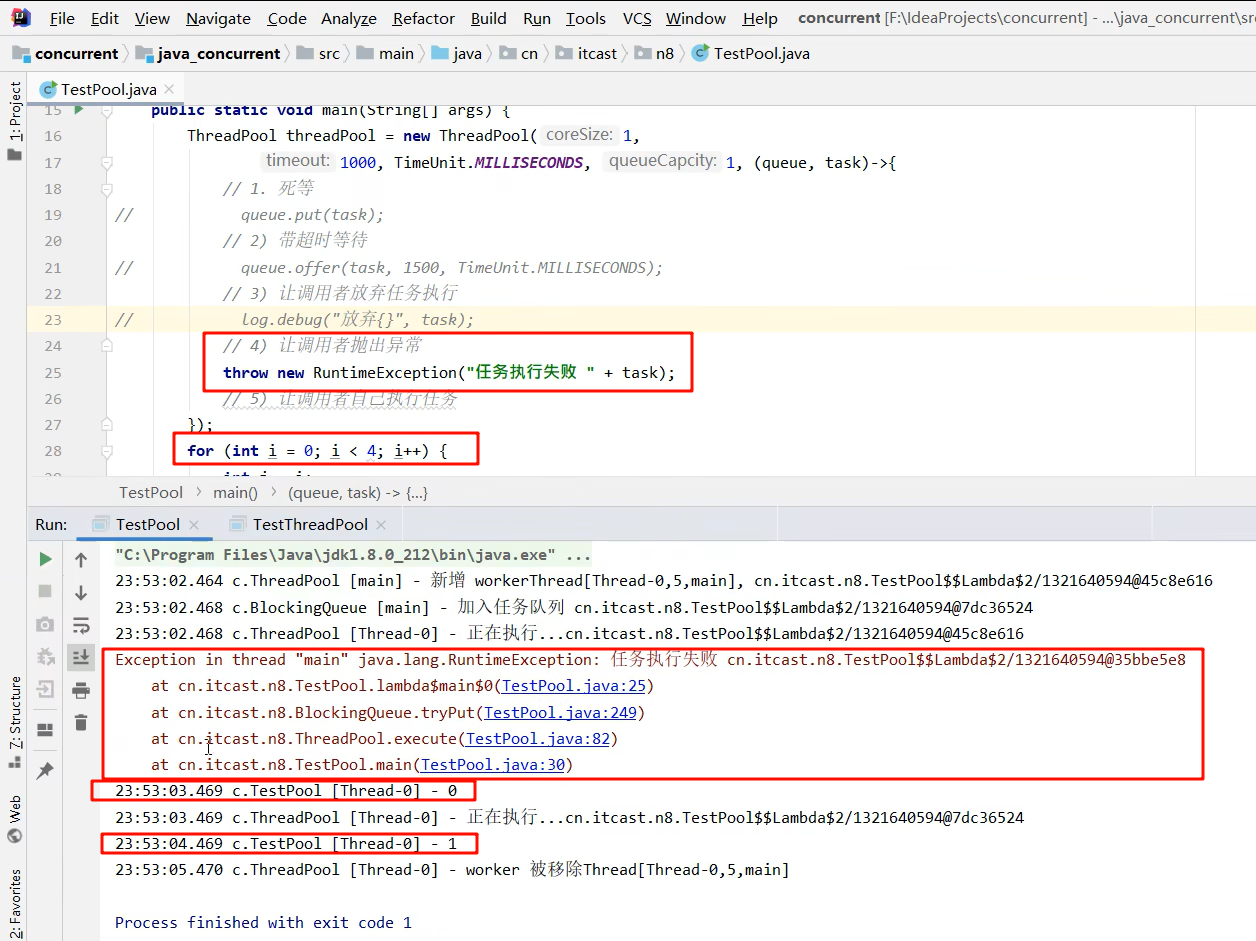 File Edit View Navigate Code Analyze Refactor Build Run Tools VCS Window Help concurrent [F:\IdeaProjects\concurrent] - ...\java_concurrent\src
concurrent java_concurrent src main java cn itcast n8 TestPool.java
TestPool.java
1: Project
15 public static void main(String[] args) {
16 ThreadPool threadPool = new ThreadPool( coreSize: 1,
17 timeout: 1000, TimeUnit.MILLISECONDS, queueCapcity: 1, (queue, task)->{
18 // 1. 死等
19 // queue.put(task);
20 // 2) 带超时等待
21 // queue.offer(task, 1500, TimeUnit.MILLISECONDS);
22 // 3) 让调用者放弃任务执行
23 // log.debug("放弃{}", task);
24 // 4) 让调用者抛出异常
25 throw new RuntimeException("任务执行失败 " + task);
26 // 5) 让调用者自己执行任务
27 });
28 for (int i = 0; i < 4; i++) {
TestPool main() (queue, task) -> {...}
Run: TestPool TestThreadPool
"C:\Program Files\Java\jdk1.8.0_212\bin\java.exe" ...
23:53:02.464 c.ThreadPool [main] - 新增 workerThread[Thread-0,5,main], cn.itcast.n8.TestPool$$Lambda$2/1321640594@45c8e616
23:53:02.468 c.BlockingQueue [main] - 加入任务队列 cn.itcast.n8.TestPool$$Lambda$2/1321640594@7dc36524
23:53:02.468 c.ThreadPool [Thread-0] - 正在执行...cn.itcast.n8.TestPool$$Lambda$2/1321640594@45c8e616
Exception in thread "main" java.lang.RuntimeException: 任务执行失败 cn.itcast.n8.TestPool$$Lambda$2/1321640594@35bbe5e8
at cn.itcast.n8.TestPool.lambda$main$0(TestPool.java:25)
at cn.itcast.n8.BlockingQueue.tryPut(TestPool.java:249)
at cn.itcast.n8.ThreadPool.execute(TestPool.java:82)
at cn.itcast.n8.TestPool.main(TestPool.java:30)
23:53:03.469 c.TestPool [Thread-0] - 0
23:53:03.469 c.ThreadPool [Thread-0] - 正在执行...cn.itcast.n8.TestPool$$Lambda$2/1321640594@7dc36524
23:53:04.469 c.TestPool [Thread-0] - 1
23:53:05.470 c.ThreadPool [Thread-0] - worker 被移除Thread[Thread-0,5,main]
Process finished with exit code 1
7: Structure
Web
2: Favorites